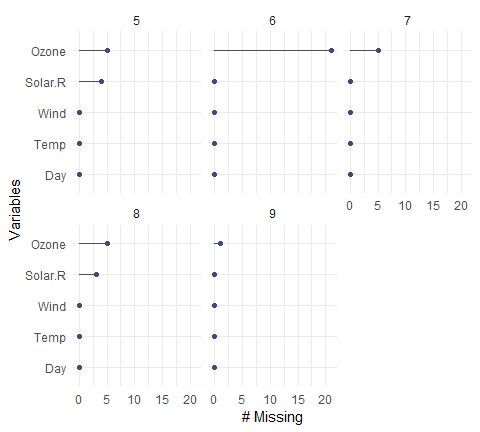 5 6 7
Ozone
Solar.R
Wind
Temp
Day
0 5 10 15 20
8 9
Ozone
Solar.R
Wind
Temp
Day
0 5 10 15 20 0 5 10 15 20
Variables
# Missing